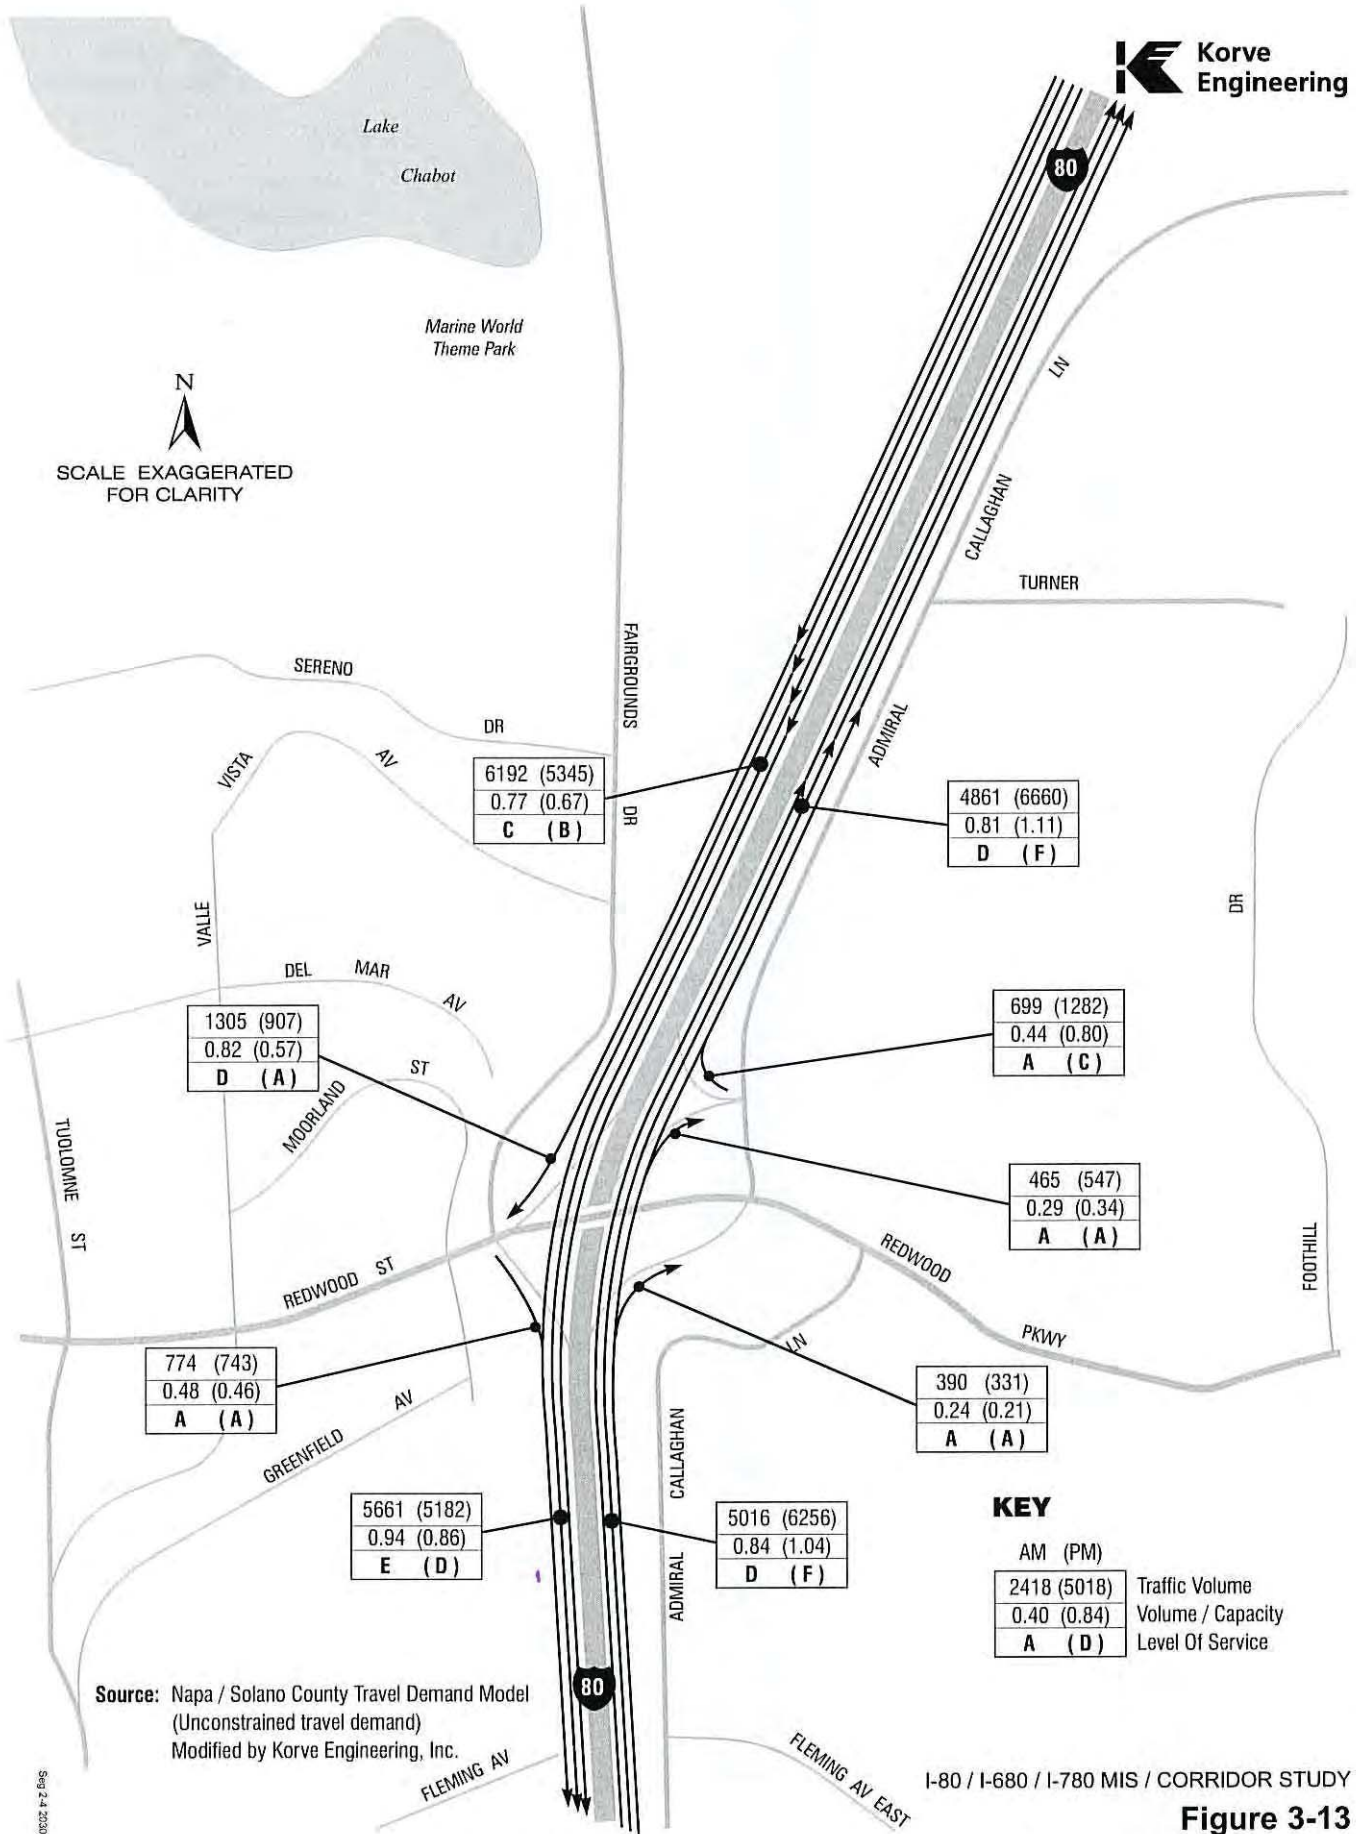 Korve
Engineering
80
Lake
Chabot
Marine World
Theme Park
N
SCALE EXAGGERATED
FOR CLARITY
LN
CALLAGHAN
TURNER
ADMIRAL
FAIRGROUNDS
DR
SERENO
DR
VISTA
AV
VALLE
6192 (5345)
0.77 (0.67)
C (B)
4861 (6660)
0.81 (1.11)
D (F)
DR
FOOTHILL
DEL MAR
AV
1305 (907)
0.82 (0.57)
D (A)
699 (1282)
0.44 (0.80)
A (C)
MOORLAND
ST
TUOLOMNE
ST
465 (547)
0.29 (0.34)
A (A)
REDWOOD ST
REDWOOD
PKWY
LN
774 (743)
0.48 (0.46)
A (A)
390 (331)
0.24 (0.21)
A (A)
GREENFIELD
AV
CALLAGHAN
ADMIRAL
5661 (5182)
0.94 (0.86)
E (D)
5016 (6256)
0.84 (1.04)
D (F)
KEY
AM (PM)
2418 (5018) Traffic Volume
0.40 (0.84) Volume / Capacity
A (D) Level Of Service
80
Source: Napa / Solano County Travel Demand Model
(Unconstrained travel demand)
Modified by Korve Engineering, Inc.
FLEMING AV
FLEMING AV EAST
Seg 2-4 2030
I-80 / I-680 / I-780 MIS / CORRIDOR STUDY
Figure 3-13